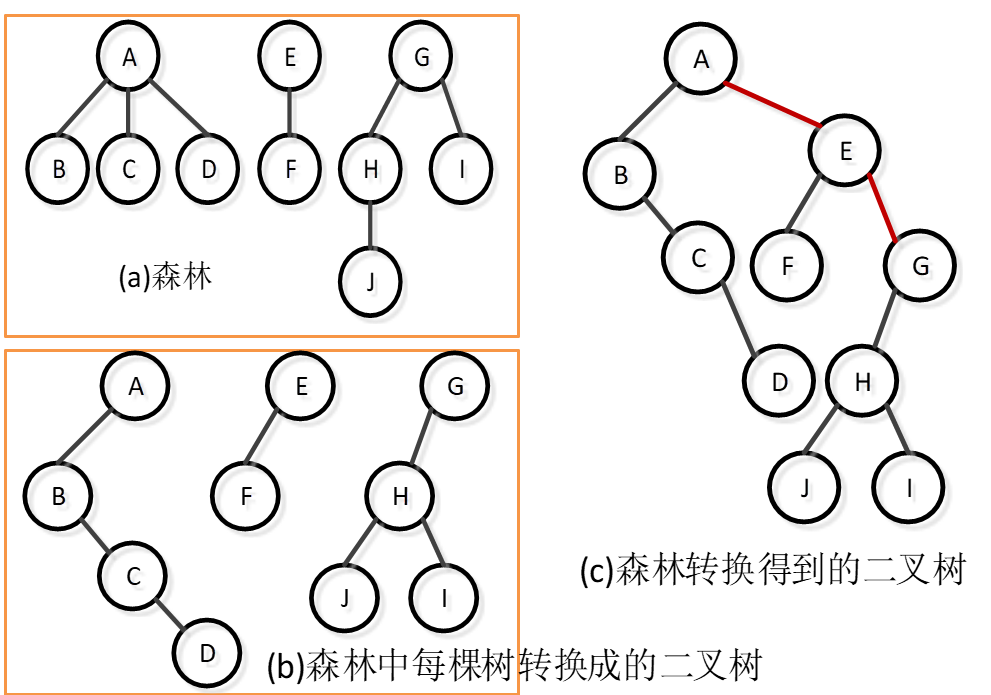 A E G
B C D F H I
J
(a)森林
A E G
B F H
C J I
D
(b)森林中每棵树转换成的二叉树
A
E
B
C F G
D H
J I
(c)森林转换得到的二叉树